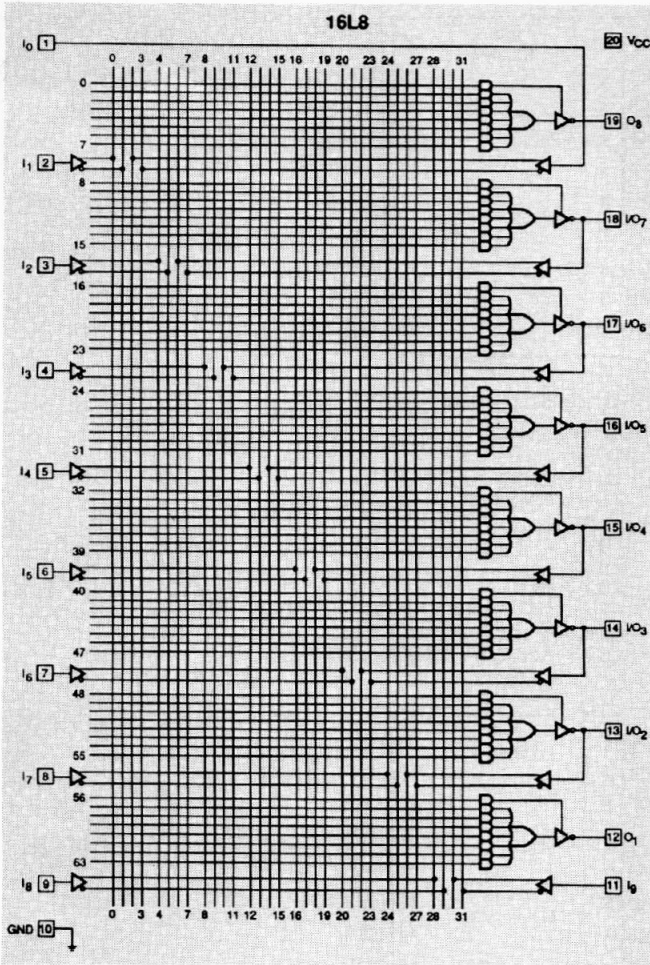 16L8
I0 1
20 VCC
0 3 4 7 8 11 12 15 16 19 20 23 24 27 28 31
0
19 O8
7
I1 2
8
18 I/O7
15
I2 3
16
17 I/O6
23
I3 4
24
16 I/O5
31
I4 5
32
15 I/O4
39
I5 6
40
14 I/O3
47
I6 7
48
13 I/O2
55
I7 8
56
12 O1
63
I8 9
11 I9
0 3 4 7 8 11 12 15 16 19 20 23 24 27 28 31
GND 10